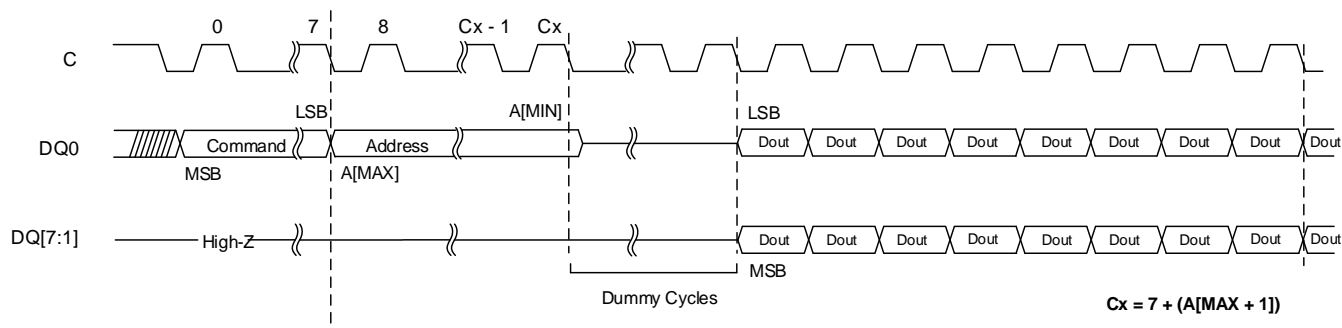 0 7 8 Cx - 1 Cx
C
LSB A[MIN] LSB
DQ0 Command Address Dout Dout Dout Dout Dout Dout Dout Dout Dout
MSB A[MAX]
DQ[7:1] High-Z Dout Dout Dout Dout Dout Dout Dout Dout Dout
MSB
Dummy Cycles
Cx = 7 + (A[MAX + 1])